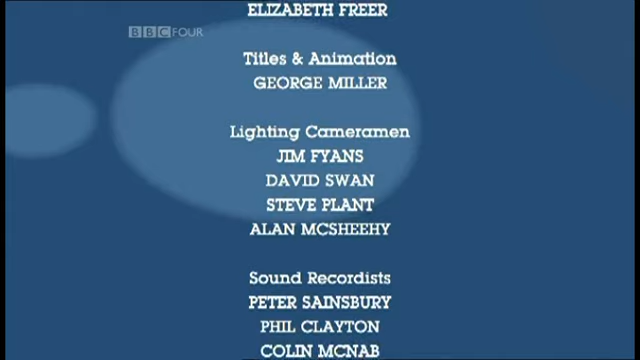 ELIZABETH FREER
BBC FOUR
Titles & Animation
GEORGE MILLER
Lighting Cameramen
JIM FYANS
DAVID SWAN
STEVE PLANT
ALAN MCSHEEHY
Sound Recordists
PETER SAINSBURY
PHIL CLAYTON
COLIN MCNAB